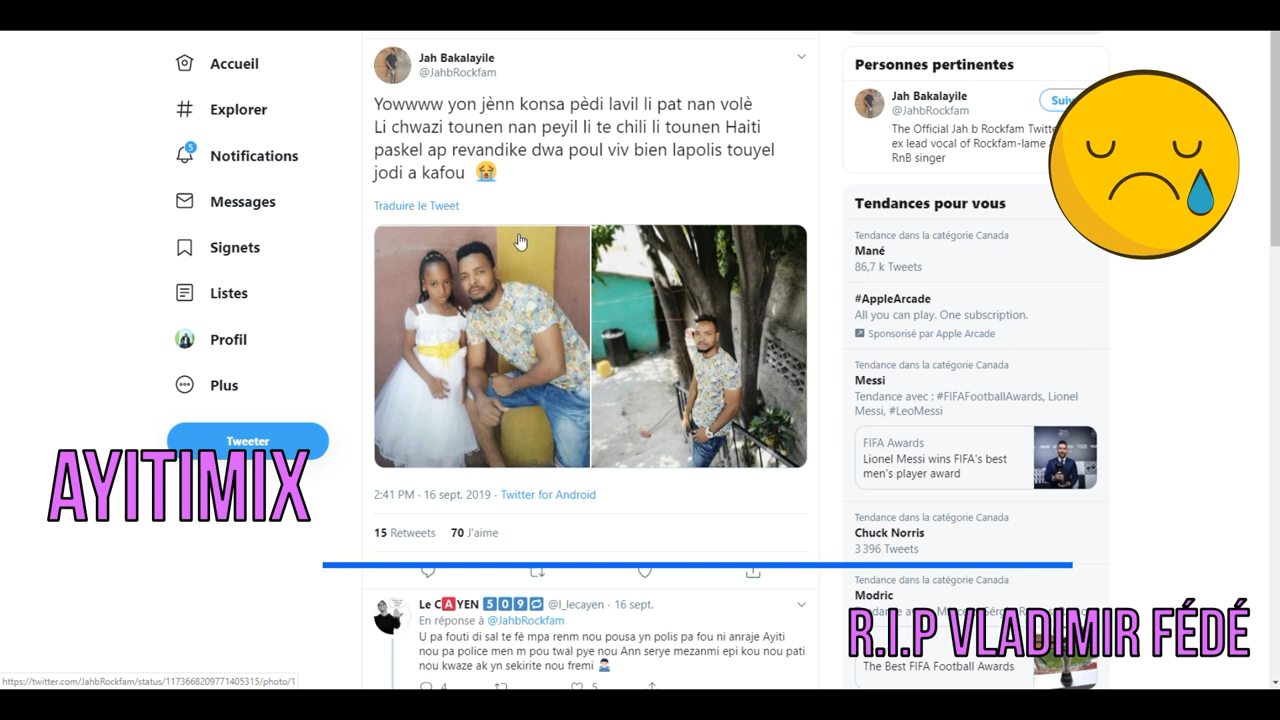 Accueil
Explorer
5
Notifications
Messages
Signets
Listes
Profil
Plus
Tweeter
AYITIMIX
Jah Bakalayile
@JahbRockfam
Yowwww yon jènn konsa pèdi lavil li pat nan volè
Li chwazi tounen nan peyil li te chili li tounen Haiti
paskel ap revandike dwa poul viv bien lapolis touyel
jodi a kafou
Traduire le Tweet
2:41 PM · 16 sept. 2019 · Twitter for Android
15 Retweets 70 J'aime
Le CAYEN 509 @l_lecayen · 16 sept.
En réponse à @JahbRockfam
U pa fouti di sal te fè mpa renm nou pousa yn polis pa fou ni anraje Ayiti
nou pa police men m pou twal pye nou Ann serye mezanmi epi kou nou pati
nou kwaze ak yn sekirite nou fremi
4 5
Personnes pertinentes
Jah Bakalayile
@JahbRockfam
The Official Jah b Rockfam
ex lead vocal of Rockfam-lame
RnB singer
Tendances pour vous
Tendance dans la catégorie Canada
Mané
86,7 k Tweets
#AppleArcade
All you can play. One subscription.
Sponsorisé par Apple Arcade
Tendance dans la catégorie Canada
Messi
Tendance avec : #FIFAFootballAwards, Lionel
Messi, #LeoMessi
FIFA Awards
Lionel Messi wins FIFA's best
men's player award
Tendance dans la catégorie Canada
Chuck Norris
3 396 Tweets
Tendance dans la catégorie Canada
Modric
R.I.P VLADIMIR FÉDÉ
The Best FIFA Football Awards
https://twitter.com/JahbRockfam/status/1173668209771405315/photo/1